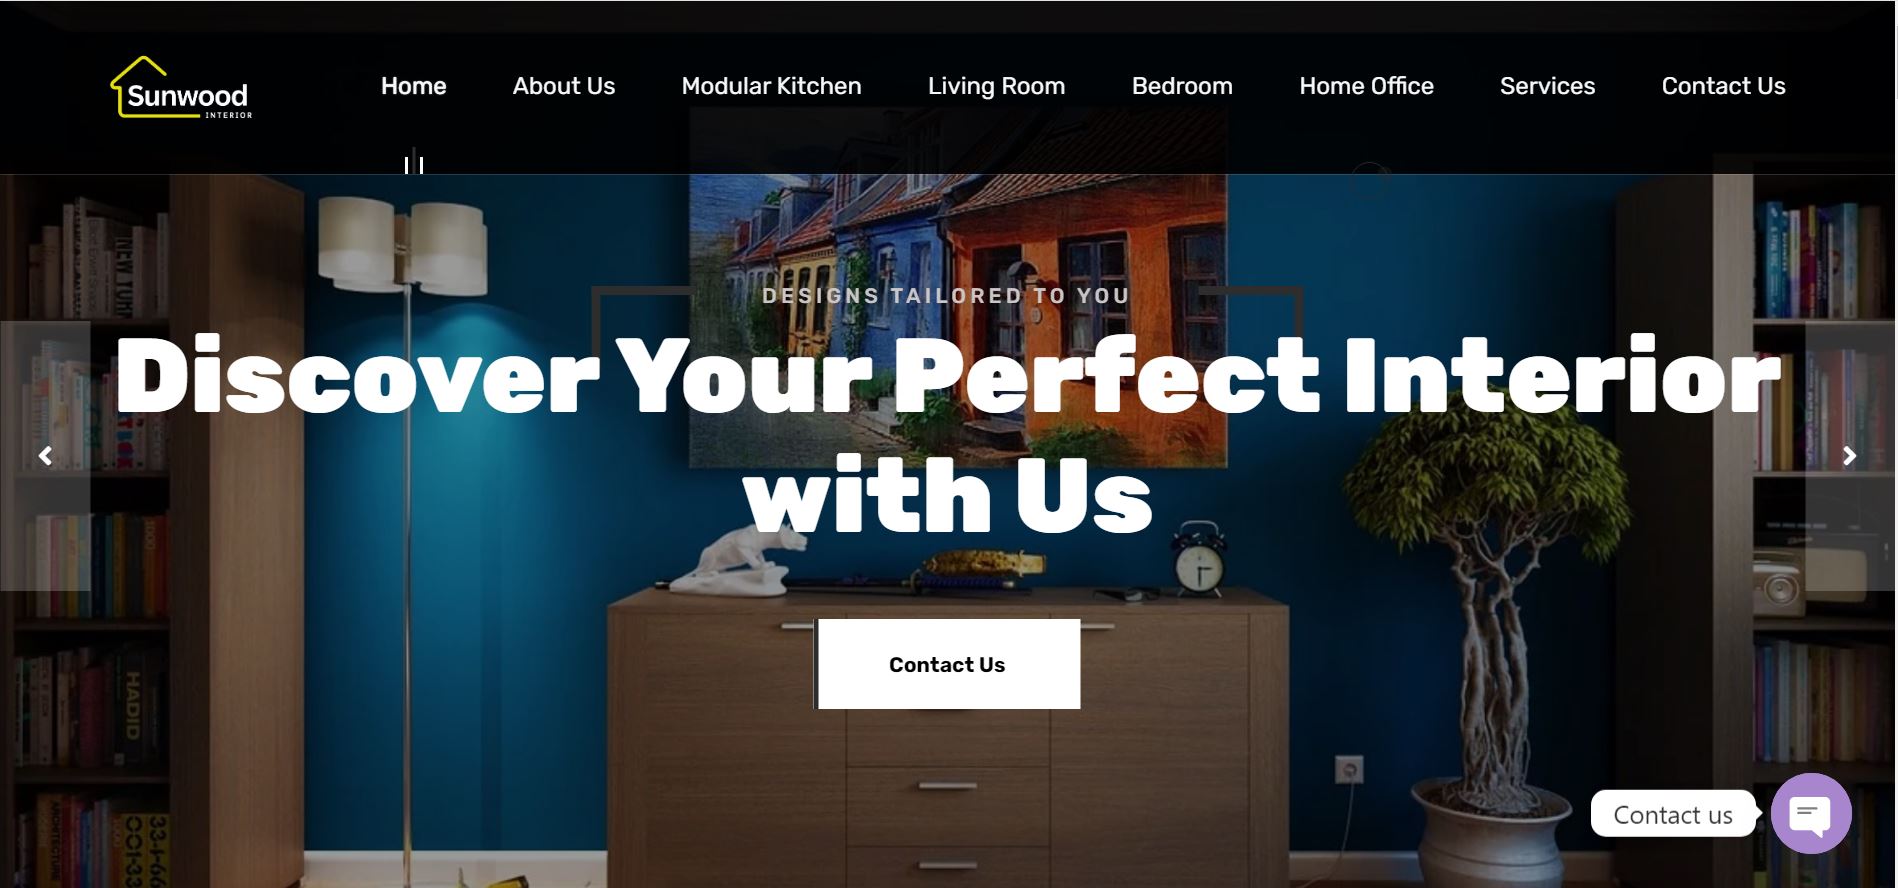 Sunwood
INTERIOR
Home
About Us
Modular Kitchen
Living Room
Bedroom
Home Office
Services
Contact Us
DESIGNS TAILORED TO YOU
Discover Your Perfect Interior
with Us
Contact Us
HADID
Contact us